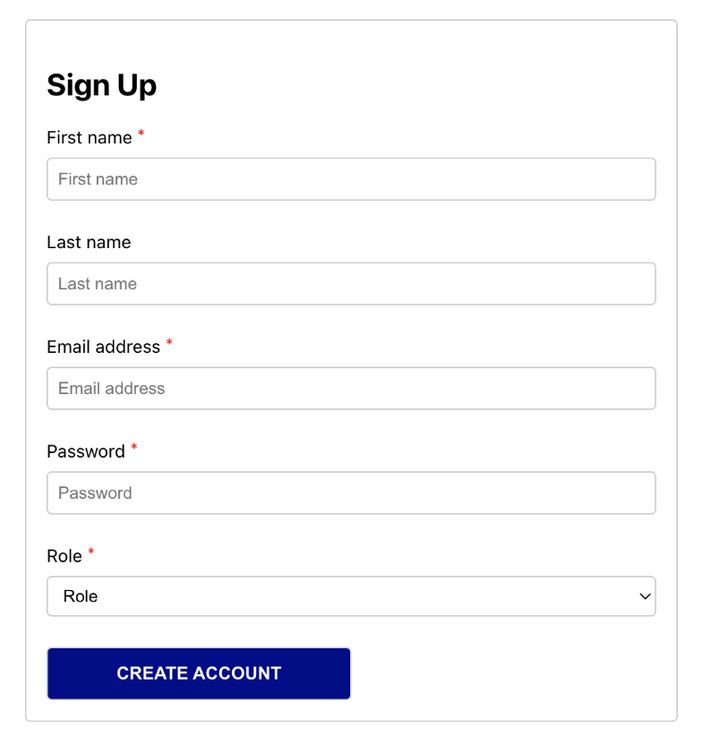 Sign Up
First name *
First name
Last name
Last name
Email address *
Email address
Password *
Password
Role *
Role
CREATE ACCOUNT